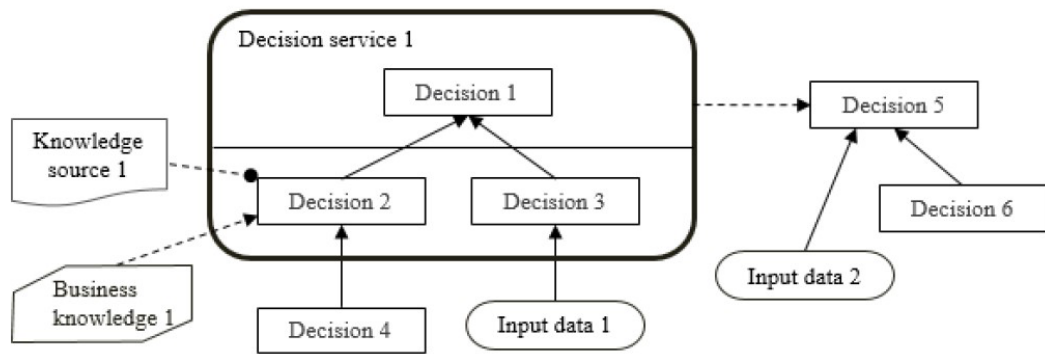 Decision service 1
Decision 1
Decision 5
Knowledge
source 1
Decision 2
Decision 3
Decision 6
Business
knowledge 1
Decision 4
Input data 1
Input data 2